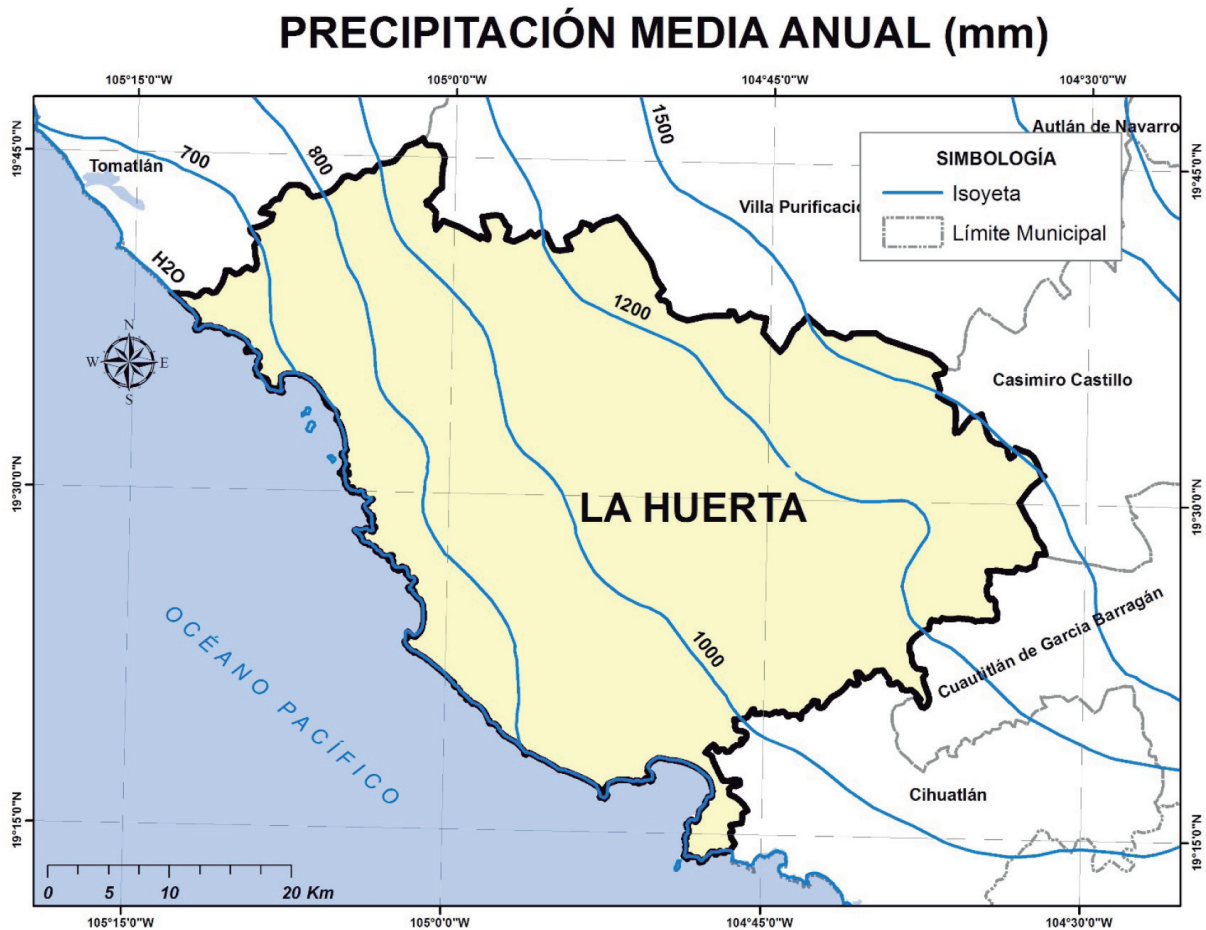 PRECIPITACIÓN MEDIA ANUAL (mm)
105°15'0"W
105°0'0"W
104°45'0"W
104°30'0"W
19°45'0"N
19°30'0"N
19°15'0"N
19°45'0"N
19°30'0"N
19°15'0"N
Tomatlán
700
800
1500
Autlán de Navarro
SIMBOLOGÍA
Isoyeta
Límite Municipal
Villa Purificacio
H2O
1200
N
W
E
S
Casimiro Castillo
LA HUERTA
OCÉANO PACÍFICO
1000
Cuautitlán de García Barragán
Cihuatlán
0 5 10 20 Km
105°15'0"W
105°0'0"W
104°45'0"W
104°30'0"W